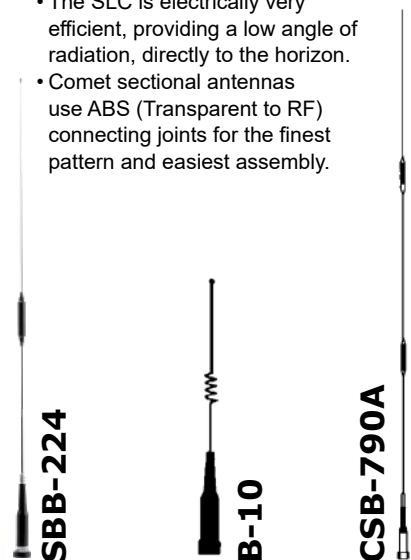 • The SLC is electrically very
efficient, providing a low angle of
radiation, directly to the horizon.
• Comet sectional antennas
use ABS (Transparent to RF)
connecting joints for the finest
pattern and easiest assembly.
SBB-224
B-10
CSB-790A